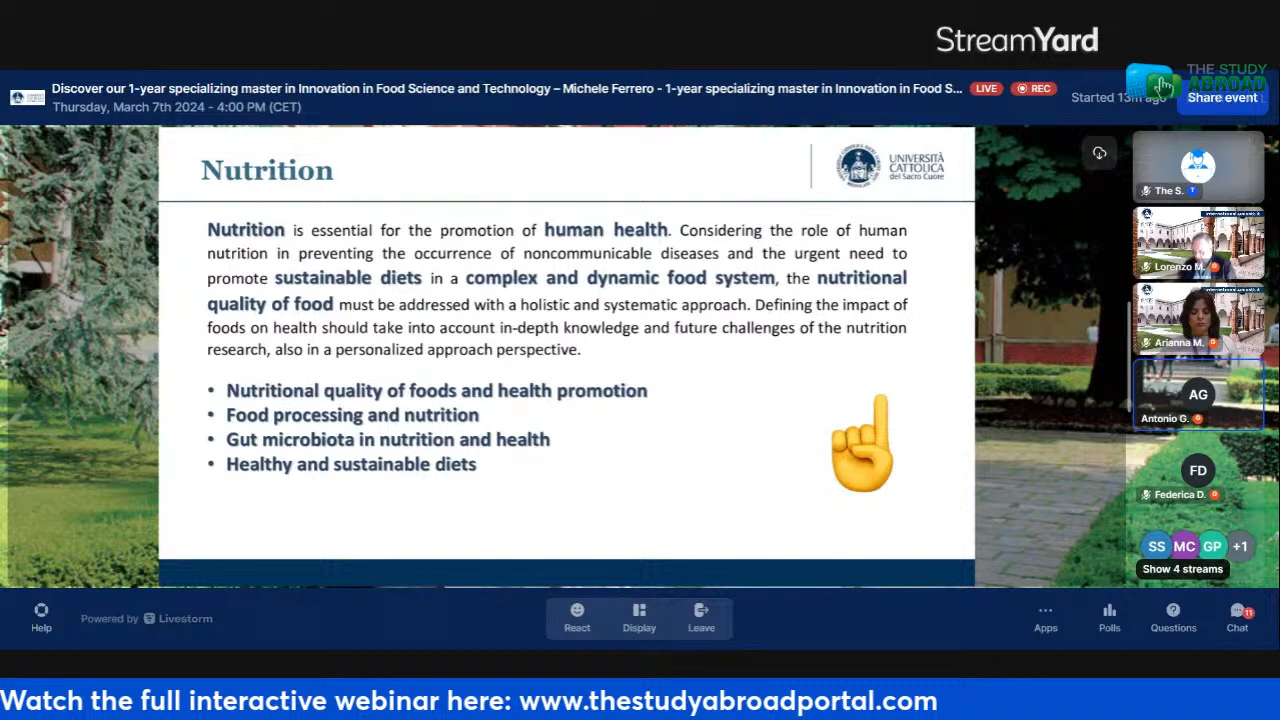 StreamYard
THE STUDY
ABROAD
Discover our 1-year specializing master in Innovation in Food Science and Technology – Michele Ferrero - 1-year specializing master in Innovation in Food S...
LIVE
REC
Thursday, March 7th 2024 - 4:00 PM (CET)
Started 13m ago
Share event
Nutrition
UNIVERSITÀ
CATTOLICA
del Sacro Cuore
Nutrition is essential for the promotion of human health. Considering the role of human
nutrition in preventing the occurrence of noncommunicable diseases and the urgent need to
promote sustainable diets in a complex and dynamic food system, the nutritional
quality of food must be addressed with a holistic and systematic approach. Defining the impact of
foods on health should take into account in-depth knowledge and future challenges of the nutrition
research, also in a personalized approach perspective.
• Nutritional quality of foods and health promotion
• Food processing and nutrition
• Gut microbiota in nutrition and health
• Healthy and sustainable diets
The S.
T
Lorenzo M.
G
Arianna M.
G
AG
Antonio G.
G
FD
Federica D.
G
SS MC GP +1
Show 4 streams
Help
Powered by Livestorm
React
Display
Leave
Apps
Polls
Questions
11
Chat
Watch the full interactive webinar here: www.thestudyabroadportal.com